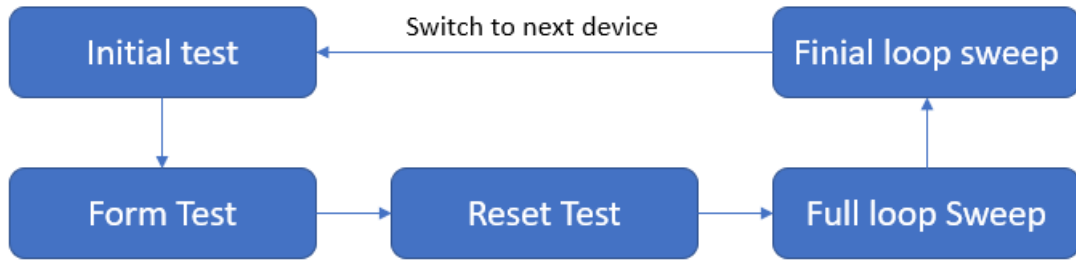 Initial test
Switch to next device
Finial loop sweep
Form Test
Reset Test
Full loop Sweep